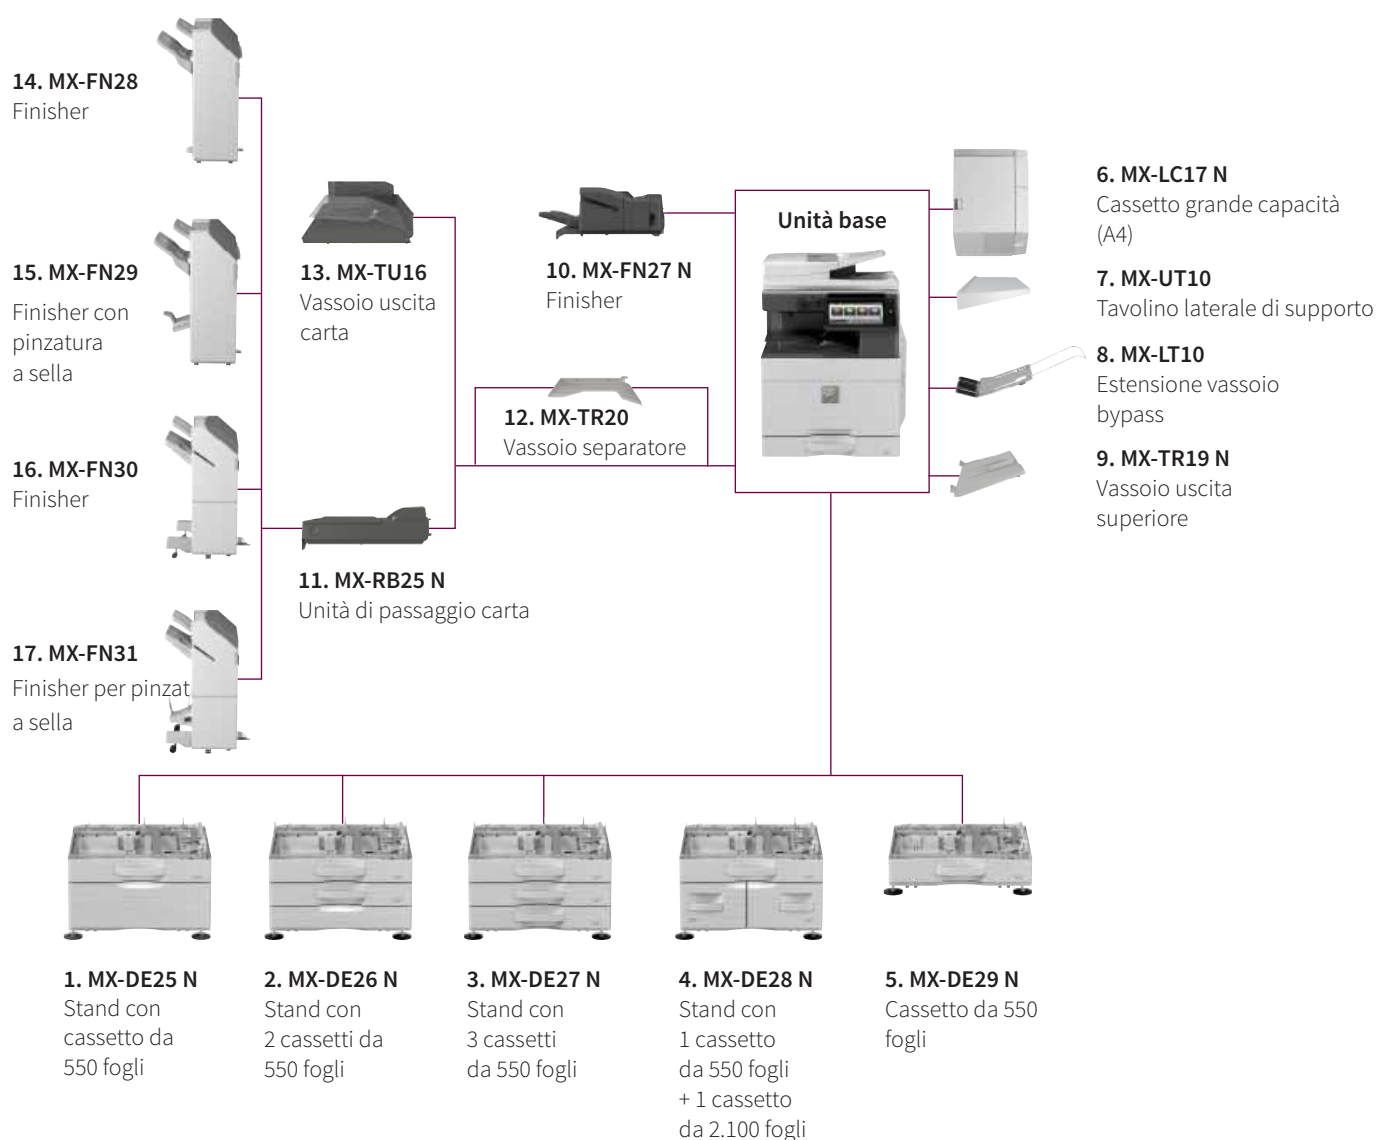 14. MX-FN28
Finisher
15. MX-FN29
Finisher con
pinzatura
a sella
16. MX-FN30
Finisher
17. MX-FN31
Finisher per pinzat
a sella
13. MX-TU16
Vassoio uscita
carta
10. MX-FN27 N
Finisher
12. MX-TR20
Vassoio separatore
11. MX-RB25 N
Unità di passaggio carta
Unità base
6. MX-LC17 N
Cassetto grande capacità
(A4)
7. MX-UT10
Tavolino laterale di supporto
8. MX-LT10
Estensione vassoio
bypass
9. MX-TR19 N
Vassoio uscita
superiore
1. MX-DE25 N
Stand con
cassetto da
550 fogli
2. MX-DE26 N
Stand con
2 cassetti da
550 fogli
3. MX-DE27 N
Stand con
3 cassetti
da 550 fogli
4. MX-DE28 N
Stand con
1 cassetto
da 550 fogli
+ 1 cassetto
da 2.100 fogli
5. MX-DE29 N
Cassetto da 550
fogli